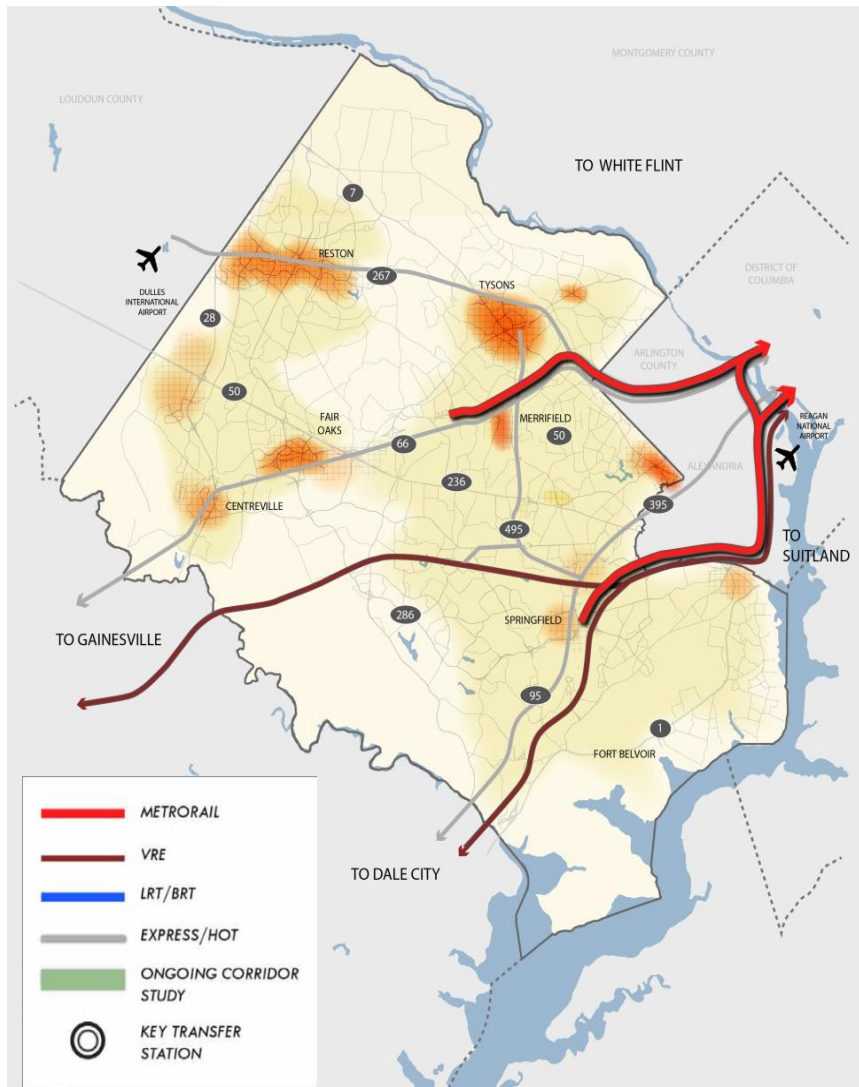 MONTGOMERY COUNTY
LOUDOUN COUNTY
TO WHITE FLINT
7
RESTON
267
DISTRICT OF
COLUMBIA
TYSONS
DULLES
INTERNATIONAL
AIRPORT
28
ARLINGTON
COUNTY
50
FAIR
OAKS
MERRIFIELD
REAGAN
NATIONAL
AIRPORT
66
50
ALEXANDRIA
236
CENTREVILLE
395
495
TO
SUITLAND
286
SPRINGFIELD
TO GAINESVILLE
95
1
FORT BELVOIR
TO DALE CITY
METRORAIL
VRE
LRT/BRT
EXPRESS/HOT
ONGOING CORRIDOR
STUDY
KEY TRANSFER
STATION